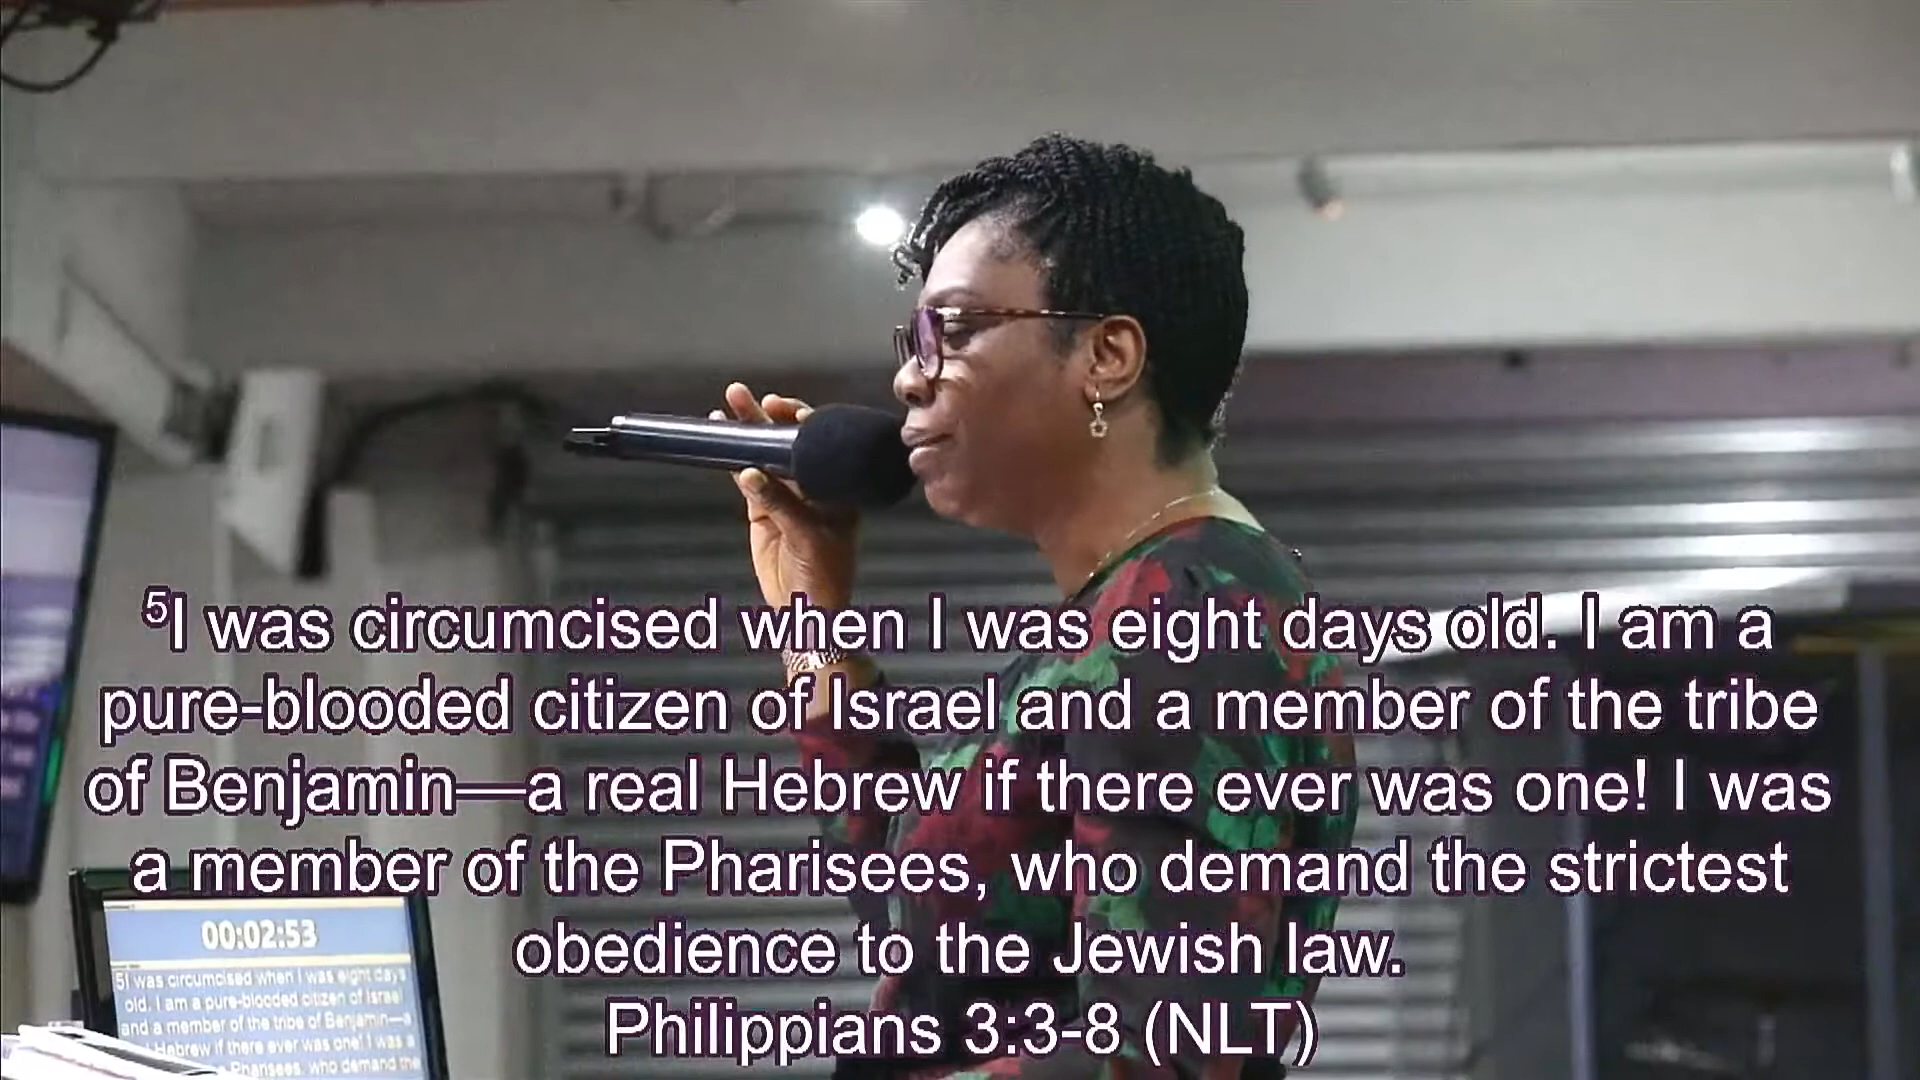 ⁵I was circumcised when I was eight days old. I am a
pure-blooded citizen of Israel and a member of the tribe
of Benjamin—a real Hebrew if there ever was one! I was
a member of the Pharisees, who demand the strictest
obedience to the Jewish law.
Philippians 3:3-8 (NLT)
00:02:53
5I was circumcised when I was eight days
old. I am a pure-blooded citizen of Israel
and a member of the tribe of Benjamin—a
Hebrew if there ever was one! I was a
Pharisees, who demand the